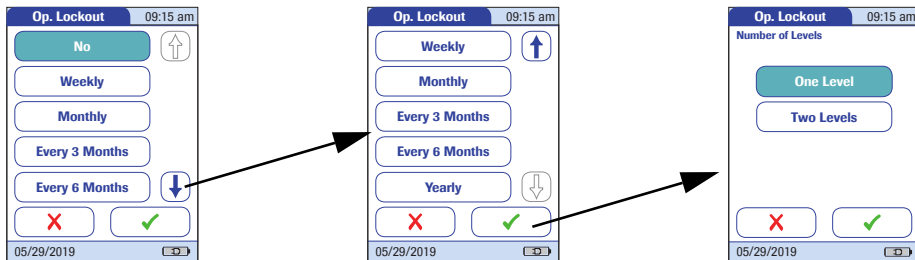 Op. Lockout 09:15 am
No
Weekly
Monthly
Every 3 Months
Every 6 Months
05/29/2019
Op. Lockout 09:15 am
Weekly
Monthly
Every 3 Months
Every 6 Months
Yearly
05/29/2019
Op. Lockout 09:15 am
Number of Levels
One Level
Two Levels
05/29/2019